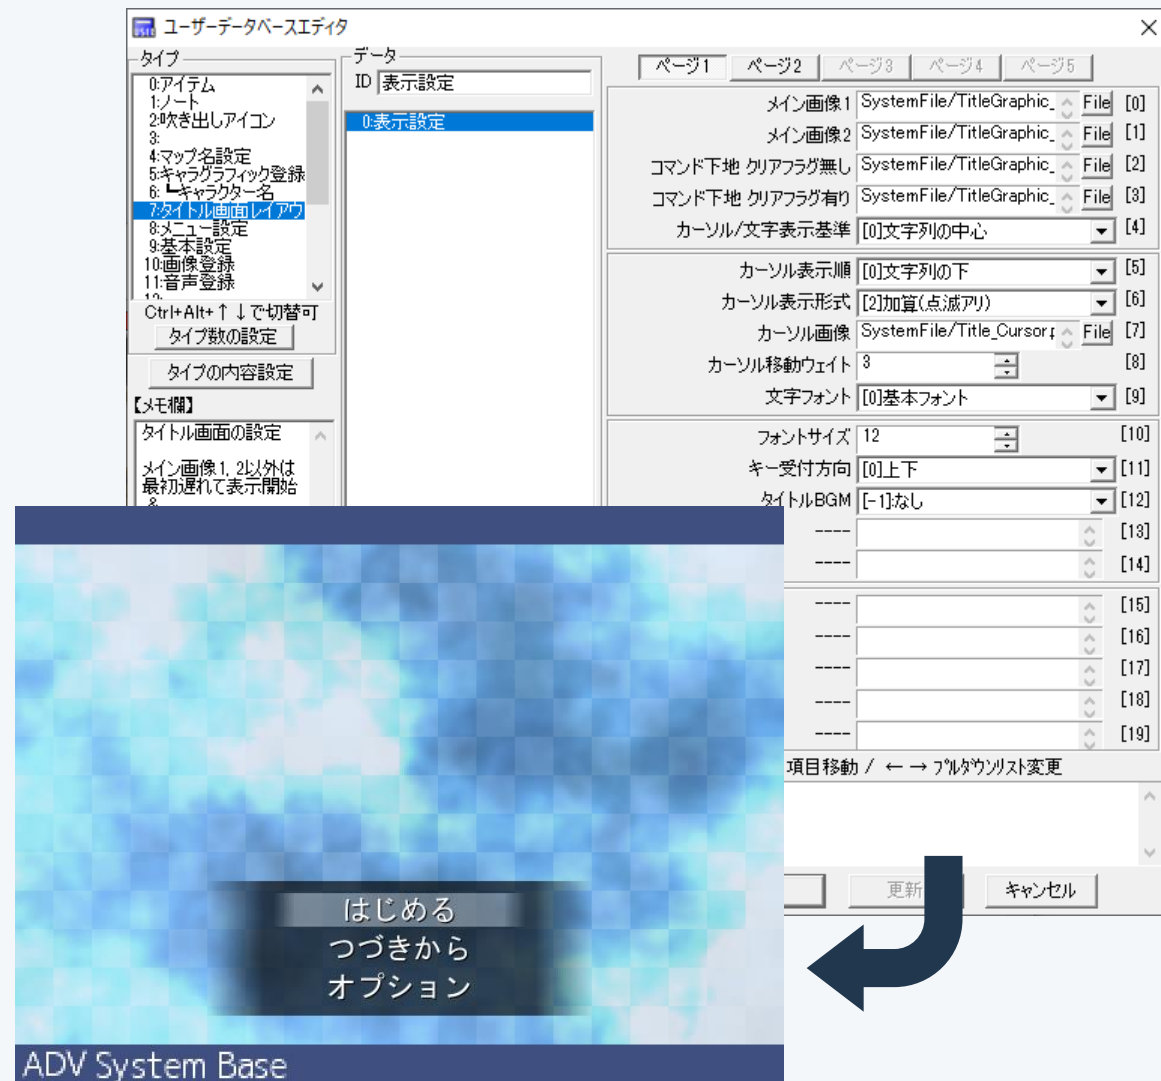 ユーザーデータベースエディタ
タイプ
0:アイテム
1:ノート
2:吹き出しアイコン
3:
4:マップ名設定
5:キャラグラフィック登録
6: ┗キャラクター名
7:タイトル画面レイアウ
8:メニュー設定
9:基本設定
10:画像登録
11:音声登録
Ctrl+Alt+↑↓で切替可
タイプ数の設定
タイプの内容設定
【メモ欄】
タイトル画面の設定
メイン画像1, 2以外は
最初遅れて表示開始
データ
ID 表示設定
0:表示設定
ページ1 ページ2 ページ3 ページ4 ページ5
メイン画像1 SystemFile/TitleGraphic_ File [0]
メイン画像2 SystemFile/TitleGraphic_ File [1]
コマンド下地 クリアフラグ無し SystemFile/TitleGraphic_ File [2]
コマンド下地 クリアフラグ有り SystemFile/TitleGraphic_ File [3]
カーソル/文字表示基準 [0]文字列の中心 [4]
カーソル表示順 [0]文字列の下 [5]
カーソル表示形式 [2]加算(点滅アリ) [6]
カーソル画像 SystemFile/Title_Cursor.p File [7]
カーソル移動ウェイト 3 [8]
文字フォント [0]基本フォント [9]
フォントサイズ 12 [10]
キー受付方向 [0]上下 [11]
タイトルBGM [-1]:なし [12]
---- [13]
---- [14]
---- [15]
---- [16]
---- [17]
---- [18]
---- [19]
項目移動 / ←→ プルダウンリスト変更
更新
キャンセル
はじめる
つづきから
オプション
ADV System Base